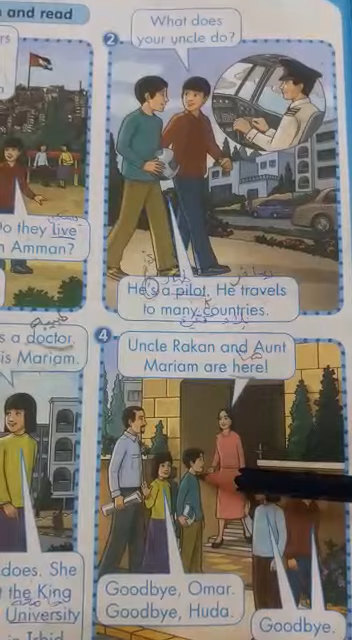 and read
2
What does
your uncle do?
Do they live
Amman?
He's a pilot. He travels
to many countries.
s a doctor.
is Mariam.
4
Uncle Rakan and Aunt
Mariam are here!
does. She
the King
University
in Irbid
Goodbye, Omar.
Goodbye, Huda.
Goodbye.